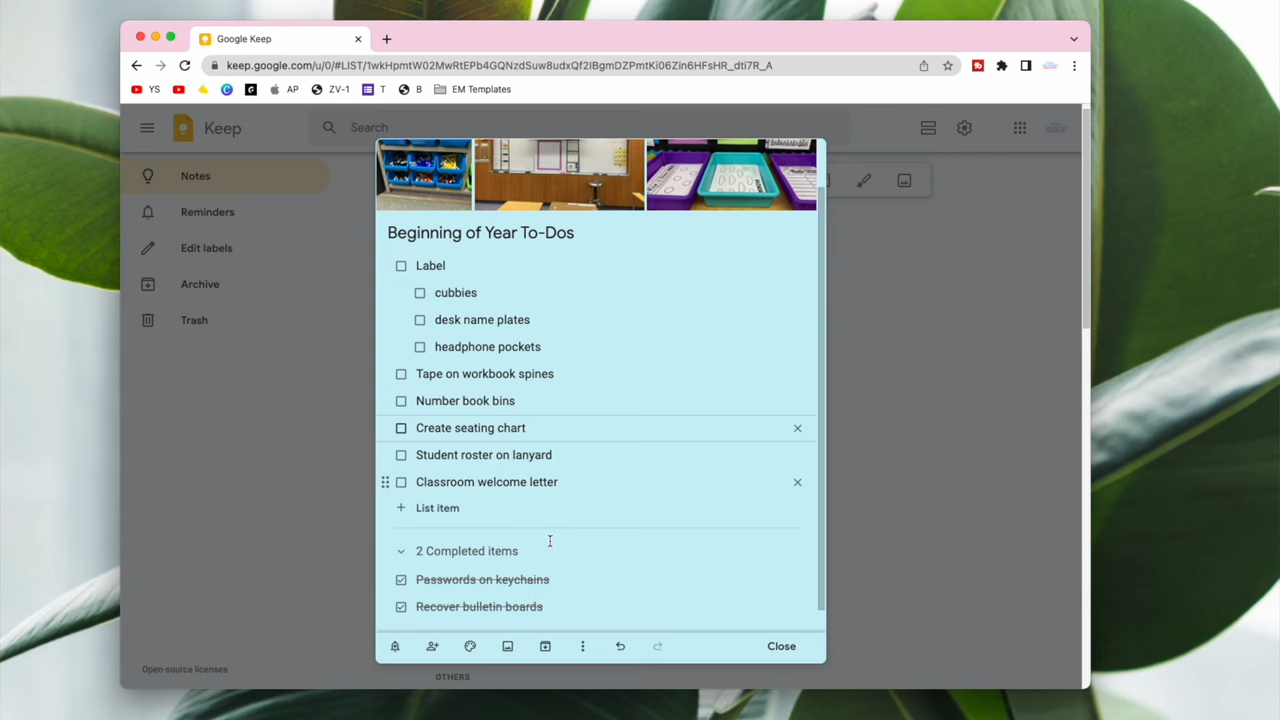 Google Keep
keep.google.com/u/0/#LIST/1wkHpmtW02MwRtEPb4GQNzdSuw8udxQf2IBgmDZPmtKi06Zin6HFsHR_dti7R_A
YS
AP
ZV-1
T
B
EM Templates
Keep
Search
Notes
Reminders
Edit labels
Archive
Trash
Beginning of Year To-Dos
Label
cubbies
desk name plates
headphone pockets
Tape on workbook spines
Number book bins
Create seating chart
Student roster on lanyard
Classroom welcome letter
+ List item
2 Completed items
Passwords on keychains
Recover bulletin boards
Close
Open-source licenses
OTHERS